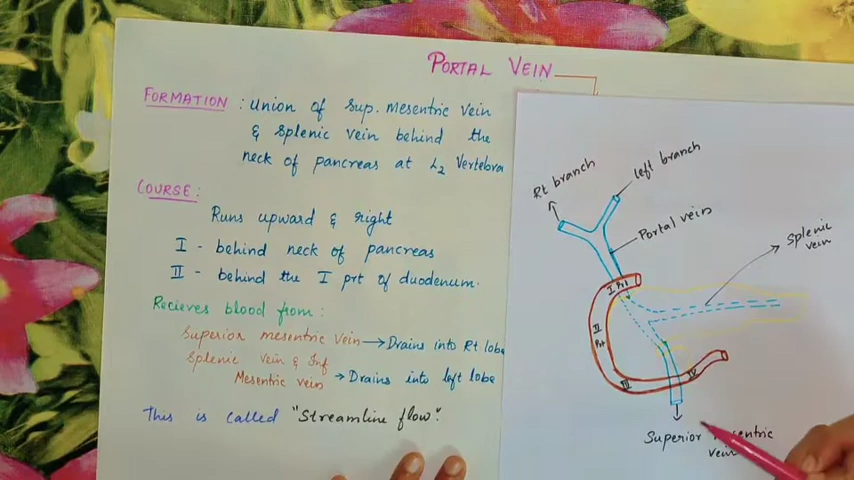 PORTAL VEIN
FORMATION : union of sup. mesentric vein
& splenic vein behind the
neck of pancreas at L2 Vertebra
COURSE :
Runs upward & right
I - behind neck of pancreas
II - behind the I prt of duodenum.
Recieves blood from :
Superior mesentric vein → Drains into Rt lobe
Splenic vein & Inf
Mesentric vein → Drains into left lobe
This is called "Streamline flow".
Rt branch
left branch
Portal vein
Splenic
vein
I Prt
II
Prt
III
IV
Superior mesentric
vein